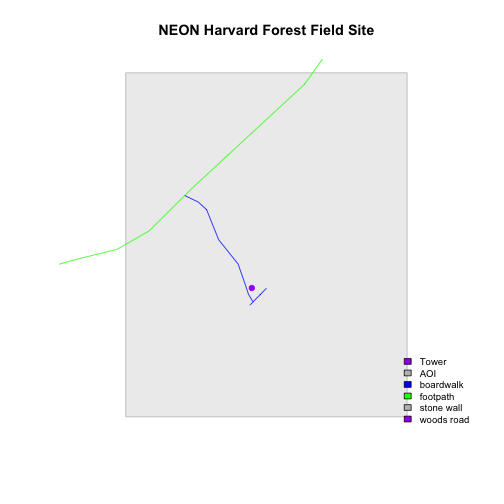 NEON Harvard Forest Field Site
Tower
AOI
boardwalk
footpath
stone wall
woods road